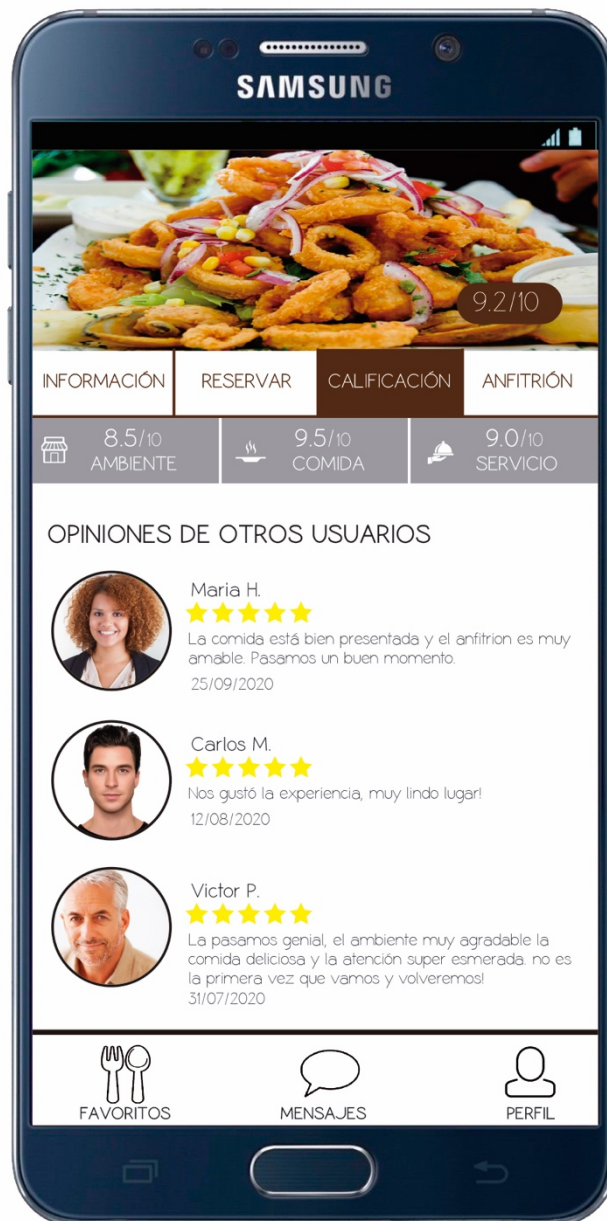 SAMSUNG
9.2/10
INFORMACIÓN
RESERVAR
CALIFICACIÓN
ANFITRIÓN
8.5/10
AMBIENTE
9.5/10
COMIDA
9.0/10
SERVICIO
OPINIONES DE OTROS USUARIOS
Maria H.
La comida está bien presentada y el anfitrion es muy
amable. Pasamos un buen momento.
25/09/2020
Carlos M.
Nos gustó la experiencia, muy lindo lugar!
12/08/2020
Victor P.
La pasamos genial, el ambiente muy agradable la
comida deliciosa y la atención super esmerada. no es
la primera vez que vamos y volveremos!
31/07/2020
FAVORITOS
MENSAJES
PERFIL